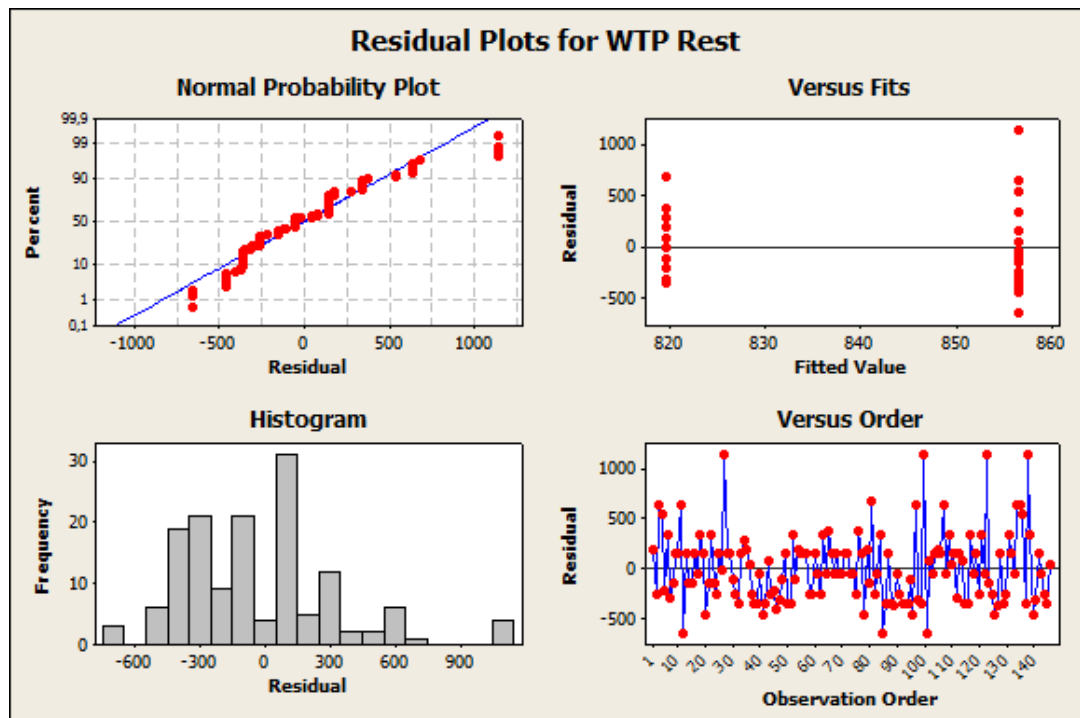 Residual Plots for WTP Rest
Normal Probability Plot
99,9
99
90
50
10
1
0,1
Percent
-1000 -500 0 500 1000
Residual
Versus Fits
1000
500
0
-500
Residual
820 830 840 850 860
Fitted Value
Histogram
30
20
10
0
Frequency
-600 -300 0 300 600 900
Residual
Versus Order
1000
500
0
-500
Residual
1 10 20 30 40 50 60 70 80 90 100 110 120 130 140
Observation Order